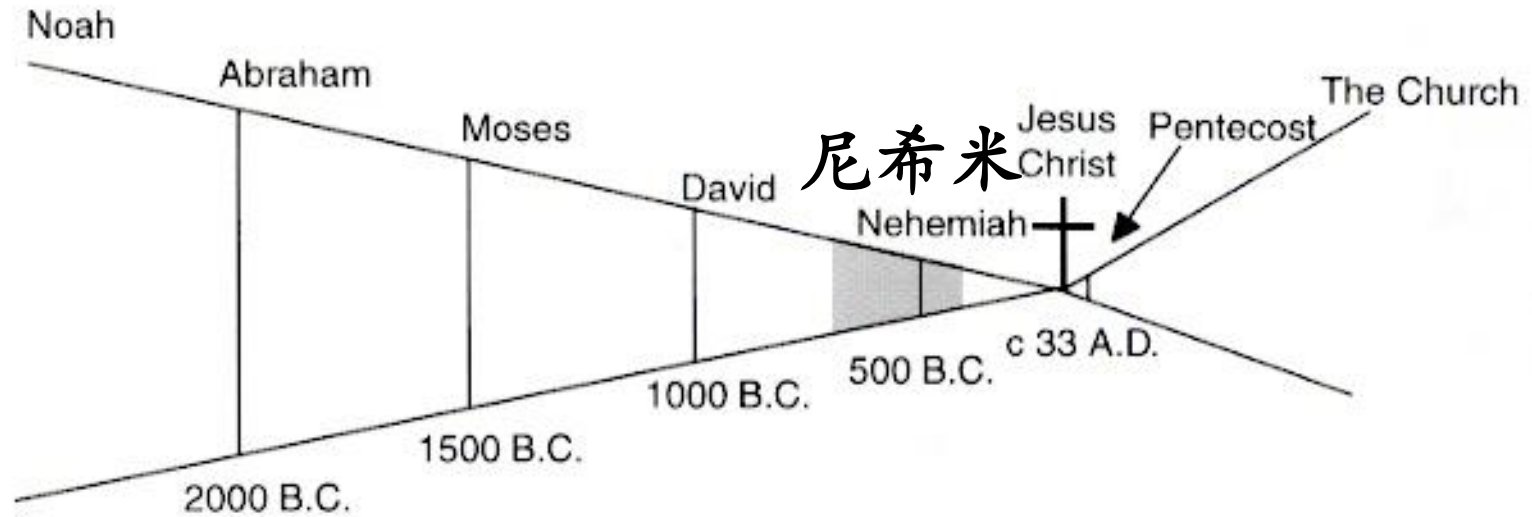 Noah
Abraham
Moses
David
尼希米
Nehemiah
Jesus
Christ
Pentecost
The Church
2000 B.C.
1500 B.C.
1000 B.C.
500 B.C.
c 33 A.D.